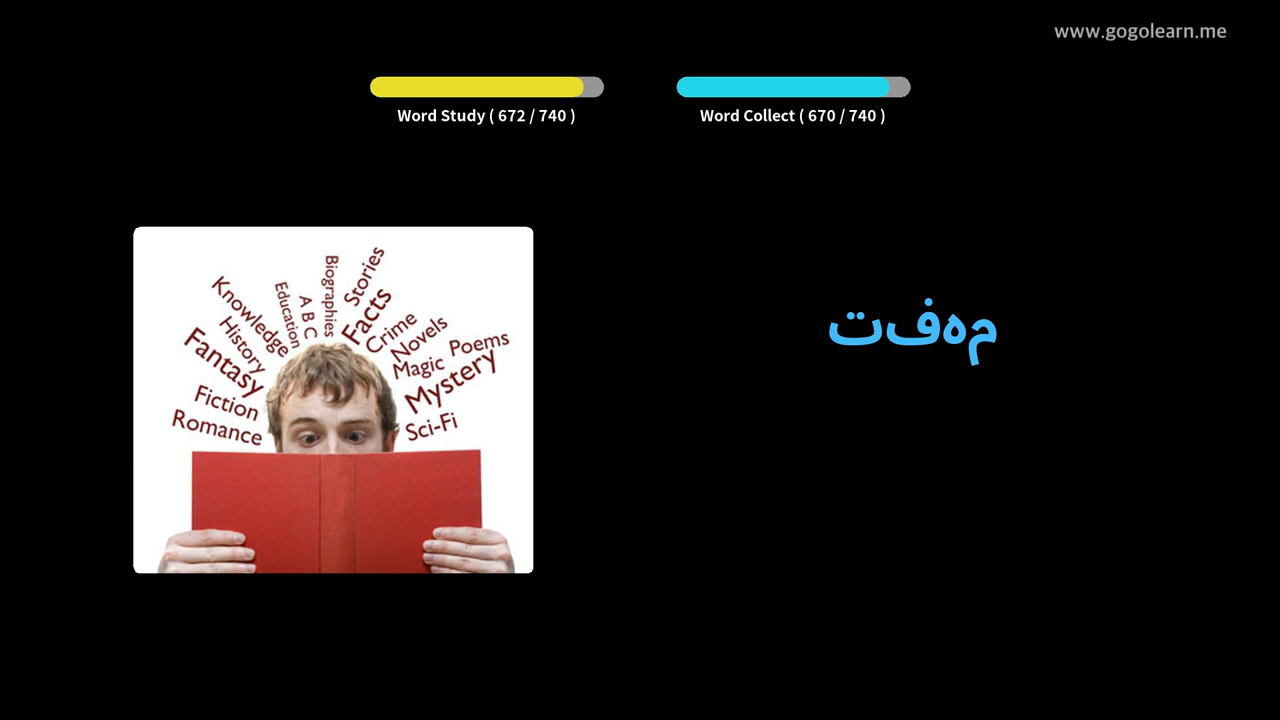 www.gogolearn.me
Word Study ( 672 / 740 )
Word Collect ( 670 / 740 )
Romance
Fiction
Fantasy
History
Knowledge
Education
A B C
Biographies
Stories
Facts
Crime
Novels
Magic
Poems
Mystery
Sci-Fi
م‌ه‌ف‌ت